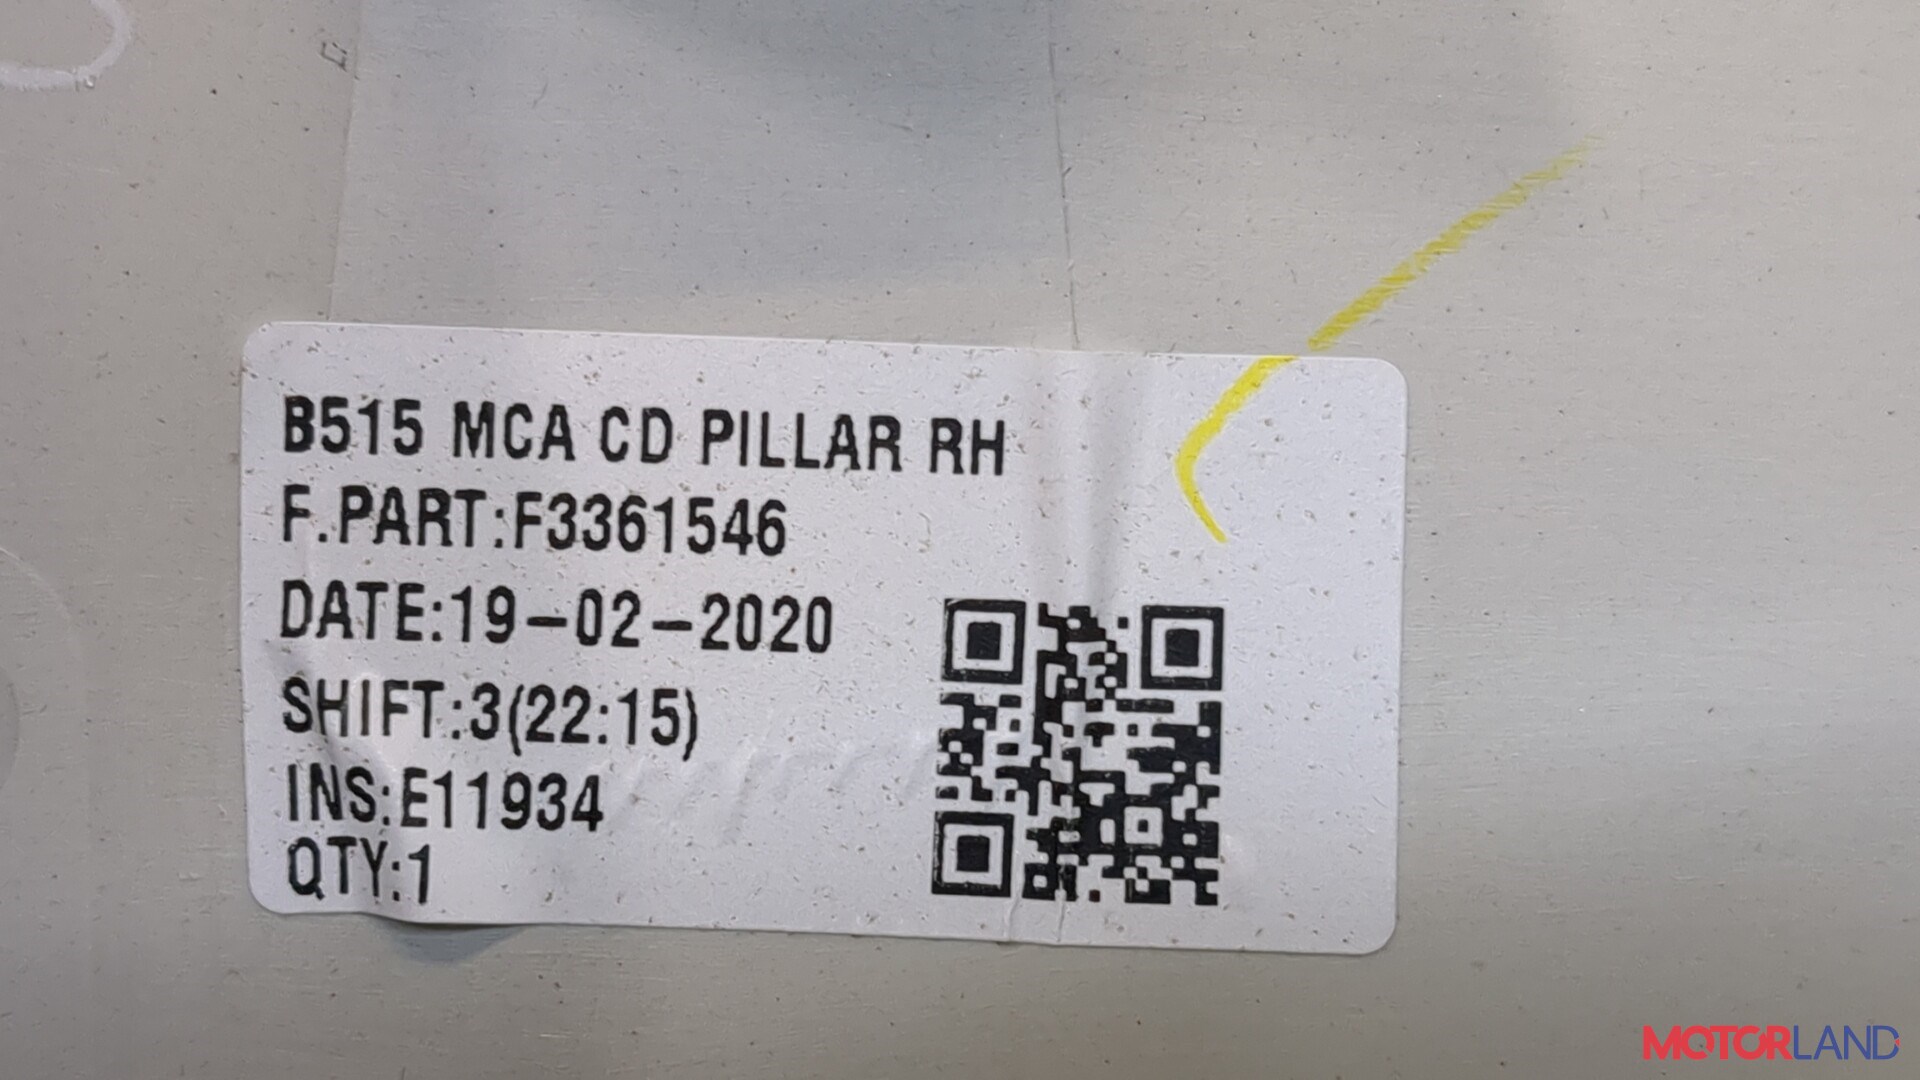 B515 MCA CD PILLAR RH
F.PART:F3361546
DATE:19-02-2020
SHIFT:3(22:15)
INS:E11934
QTY:1
MOTORLAND